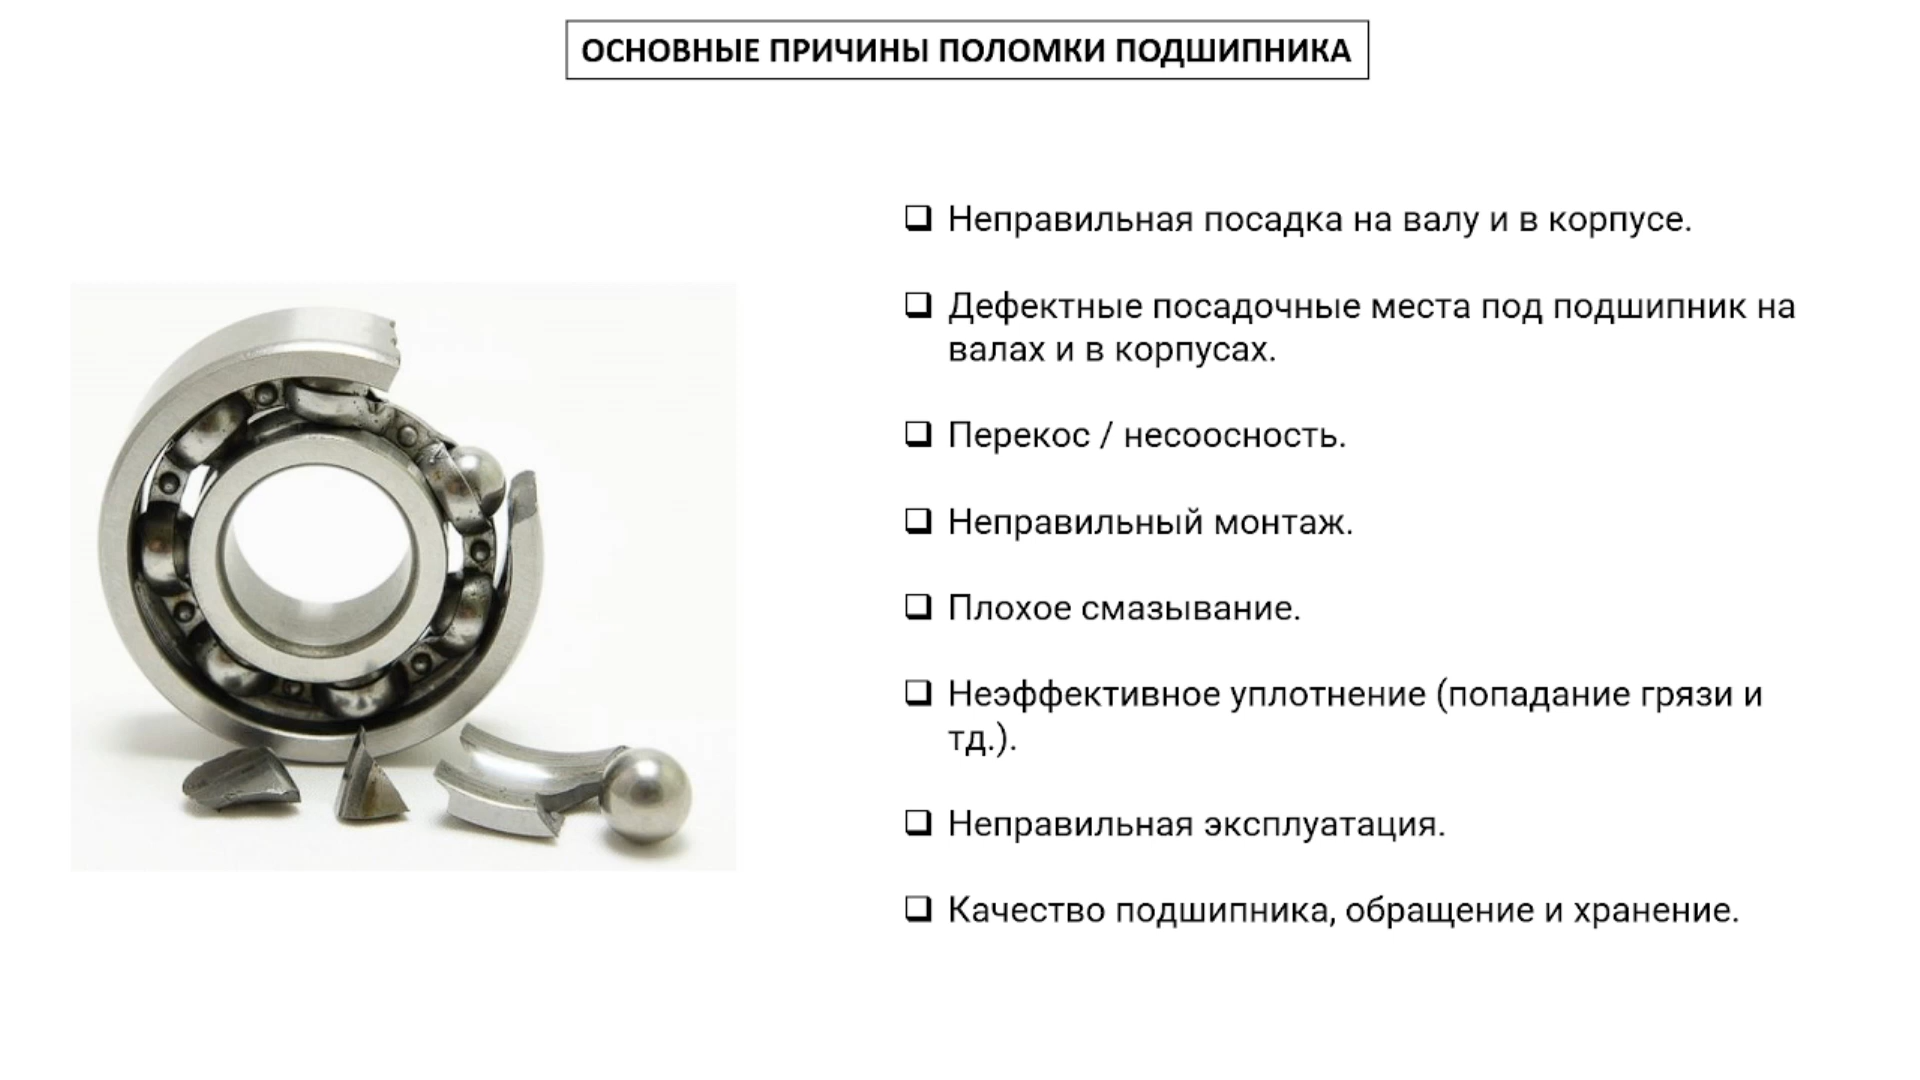 ОСНОВНЫЕ ПРИЧИНЫ ПОЛОМКИ ПОДШИПНИКА
Неправильная посадка на валу и в корпусе.
Дефектные посадочные места под подшипник на
валах и в корпусах.
Перекос / несоосность.
Неправильный монтаж.
Плохое смазывание.
Неэффективное уплотнение (попадание грязи и
тд.).
Неправильная эксплуатация.
Качество подшипника, обращение и хранение.